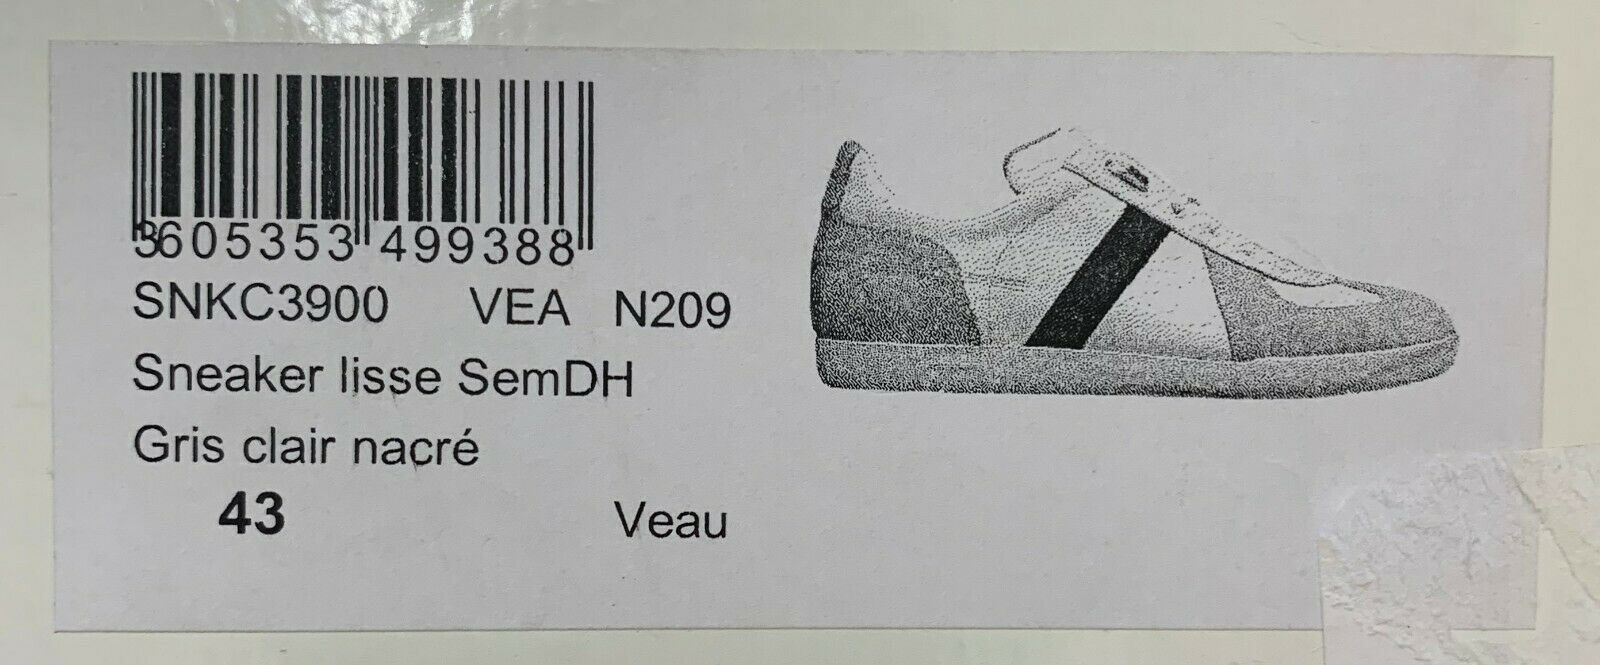 3605353 499388
SNKC3900 VEA N209
Sneaker lisse SemDH
Gris clair nacré
43 Veau